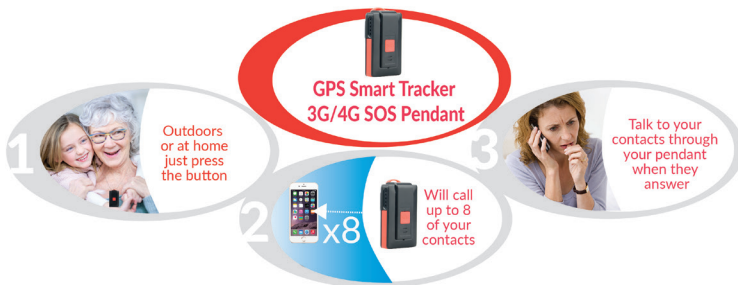 GPS Smart Tracker
3G/4G SOS Pendant
1
Outdoors
or at home
just press
the button
2
x8
Will call
up to 8
of your
contacts
3
Talk to your
contacts through
your pendant
when they
answer